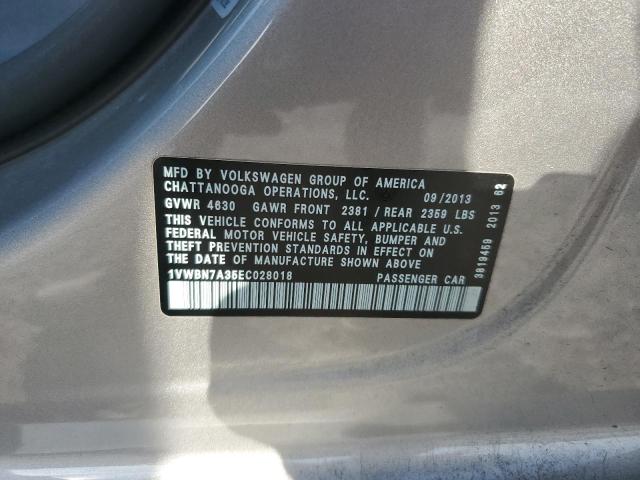 MFD BY VOLKSWAGEN GROUP OF AMERICA
CHATTANOOGA OPERATIONS, LLC. 09/2013
GVWR 4630 GAWR FRONT 2381 / REAR 2359 LBS
THIS VEHICLE CONFORMS TO ALL APPLICABLE U.S.
FEDERAL MOTOR VEHICLE SAFETY, BUMPER AND
THEFT PREVENTION STANDARDS IN EFFECT ON
THE DATE OF MANUFACTURE SHOWN ABOVE
1VWBN7A35EC028018 PASSENGER CAR
3819459 2013 62